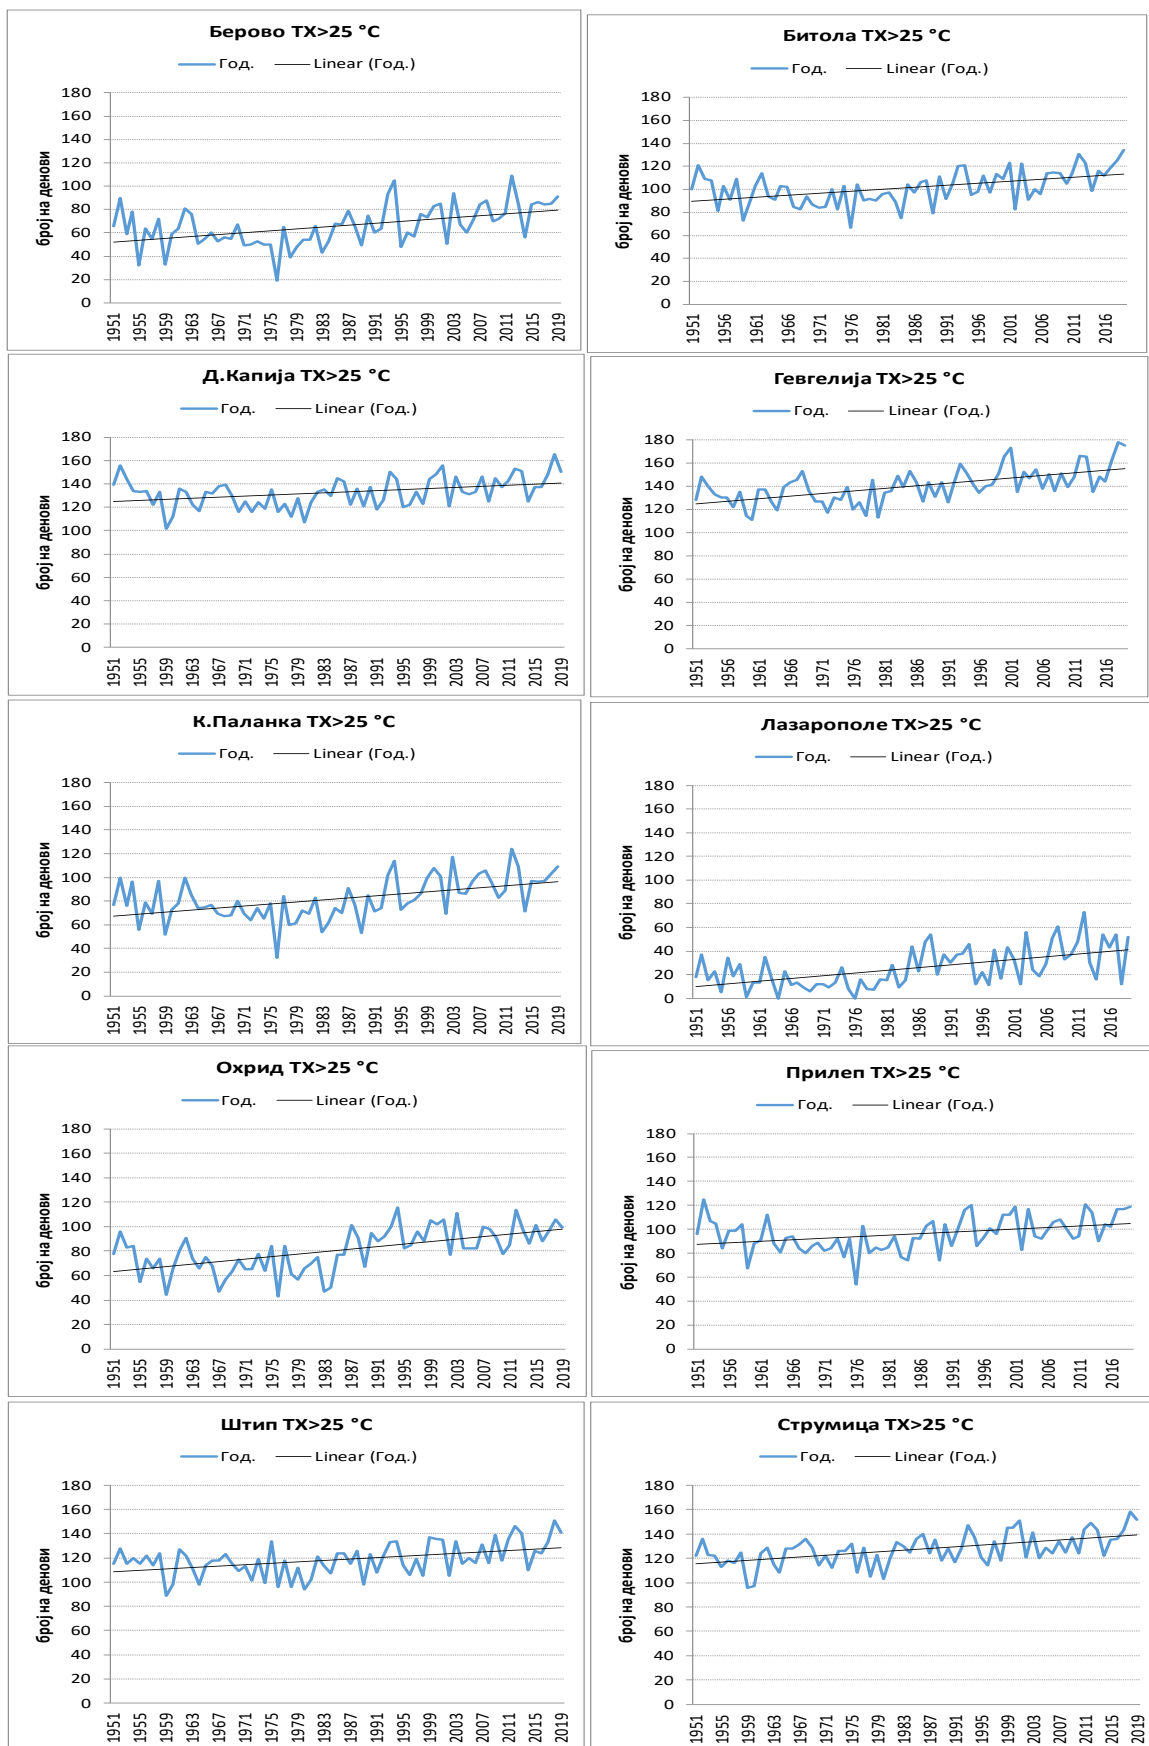 Берово TX>25 °C
Год. Linear (Год.)
број на денови
180
160
140
120
100
80
60
40
20
0
1951 1955 1959 1963 1967 1971 1975 1979 1983 1987 1991 1995 1999 2003 2007 2011 2015 2019
Битола TX>25 °C
Год. Linear (Год.)
број на денови
180
160
140
120
100
80
60
40
20
0
1951 1956 1961 1966 1971 1976 1981 1986 1991 1996 2001 2006 2011 2016
Д.Капија TX>25 °C
Год. Linear (Год.)
број на денови
180
160
140
120
100
80
60
40
20
0
1951 1955 1959 1963 1967 1971 1975 1979 1983 1987 1991 1995 1999 2003 2007 2011 2015 2019
Гевгелија TX>25 °C
Год. Linear (Год.)
број на денови
180
160
140
120
100
80
60
40
20
0
1951 1956 1961 1966 1971 1976 1981 1986 1991 1996 2001 2006 2011 2016
К.Паланка TX>25 °C
Год. Linear (Год.)
број на денови
180
160
140
120
100
80
60
40
20
0
1951 1955 1959 1963 1967 1971 1975 1979 1983 1987 1991 1995 1999 2003 2007 2011 2015 2019
Лазарополе TX>25 °C
Год. Linear (Год.)
број на денови
180
160
140
120
100
80
60
40
20
0
1951 1956 1961 1966 1971 1976 1981 1986 1991 1996 2001 2006 2011 2016
Охрид TX>25 °C
Год. Linear (Год.)
број на денови
180
160
140
120
100
80
60
40
20
0
1951 1955 1959 1963 1967 1971 1975 1979 1983 1987 1991 1995 1999 2003 2007 2011 2015 2019
Прилеп TX>25 °C
Год. Linear (Год.)
број на денови
180
160
140
120
100
80
60
40
20
0
1951 1956 1961 1966 1971 1976 1981 1986 1991 1996 2001 2006 2011 2016
Штип TX>25 °C
Год. Linear (Год.)
број на денови
180
160
140
120
100
80
60
40
20
0
1951 1955 1959 1963 1967 1971 1975 1979 1983 1987 1991 1995 1999 2003 2007 2011 2015 2019
Струмица TX>25 °C
Год. Linear (Год.)
број на денови
180
160
140
120
100
80
60
40
20
0
1951 1955 1959 1963 1967 1971 1975 1979 1983 1987 1991 1995 1999 2003 2007 2011 2015 2019